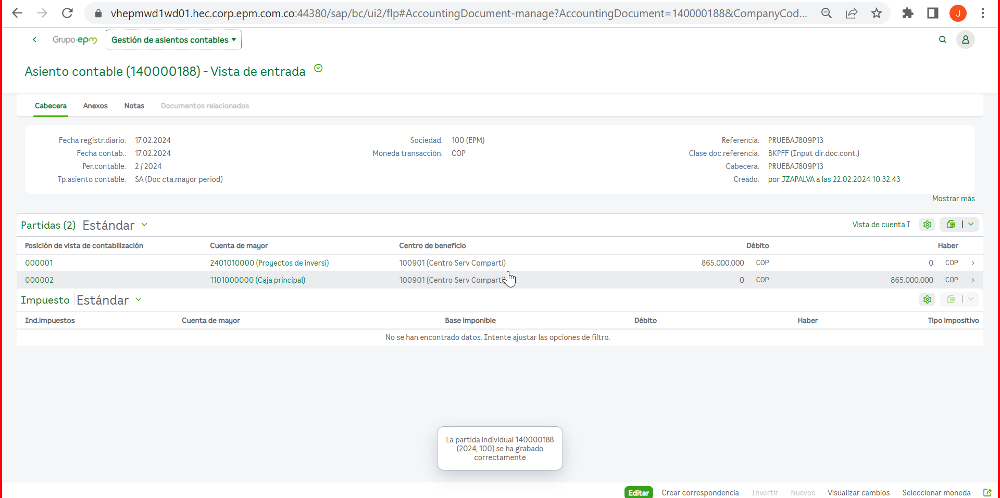 vhepmwd1wd01.hec.corp.epm.com.co:44380/sap/bc/ui2/flp#AccountingDocument-manage?AccountingDocument=140000188&CompanyCod...
J
Grupo·epm Gestión de asientos contables
Asiento contable (140000188) - Vista de entrada
Cabecera Anexos Notas Documentos relacionados
Fecha registr.diario: 17.02.2024 Sociedad: 100 (EPM) Referencia: PRUEBAJ809P13
Fecha contab.: 17.02.2024 Moneda transacción: COP Clase doc.referencia: BKPFF (Input dir.doc.cont.)
Per.contable: 2 / 2024 Cabecera: PRUEBAJ809P13
Tp.asiento contable: SA (Doc cta.mayor period) Creado: por JZAPALVA a las 22.02.2024 10:32:43
Mostrar más
Partidas (2) Estándar Vista de cuenta T
Posición de vista de contabilización Cuenta de mayor Centro de beneficio Débito Haber
000001 2401010000 (Proyectos de inversi) 100901 (Centro Serv Comparti) 865.000.000 COP 0 COP
000002 1101000000 (Caja principal) 100901 (Centro Serv Comparti) 0 COP 865.000.000 COP
Impuesto Estándar
Ind.impuestos Cuenta de mayor Base imponible Débito Haber Tipo impositivo
No se han encontrado datos. Intente ajustar las opciones de filtro.
La partida individual 140000188
(2024, 100) se ha grabado
correctamente
Editar Crear correspondencia Invertir Nuevos Visualizar cambios Seleccionar moneda